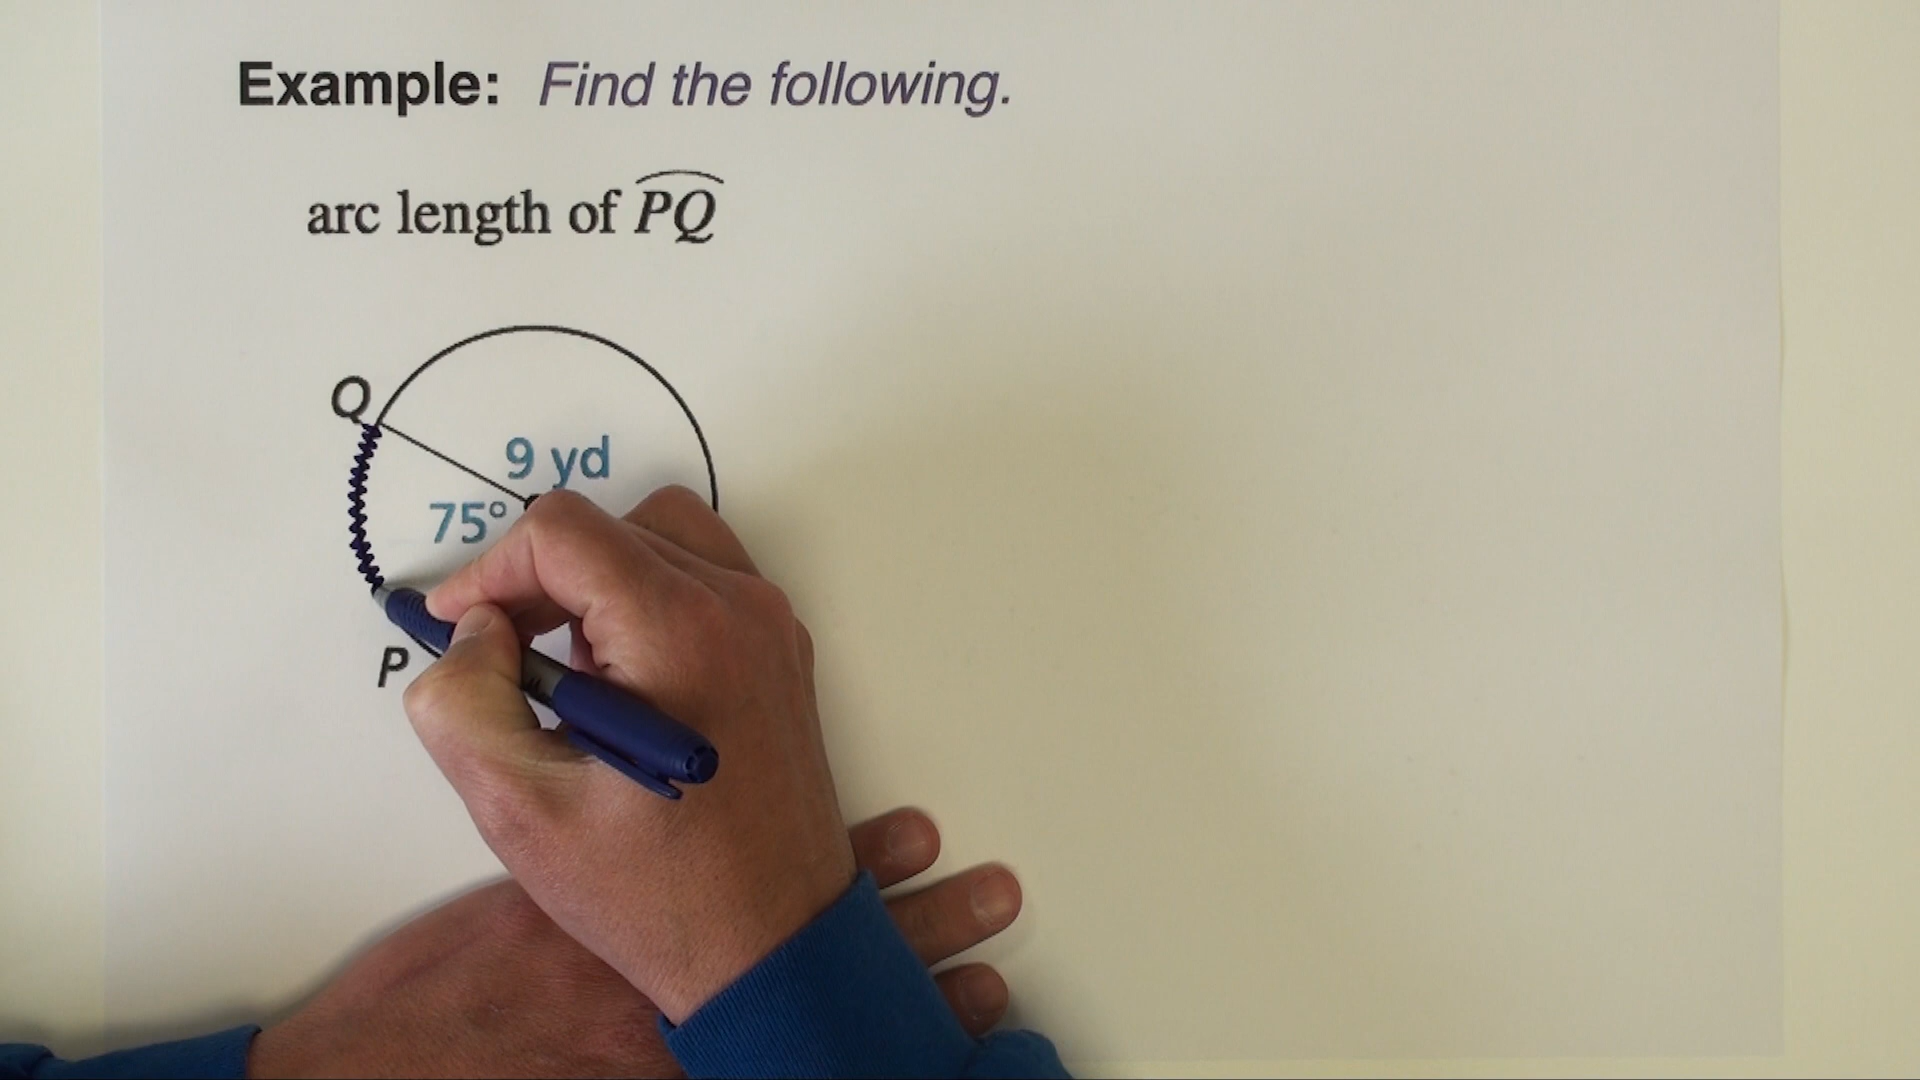 Example: Find the following.
arc length of PQ
Q
9 yd
75°
P